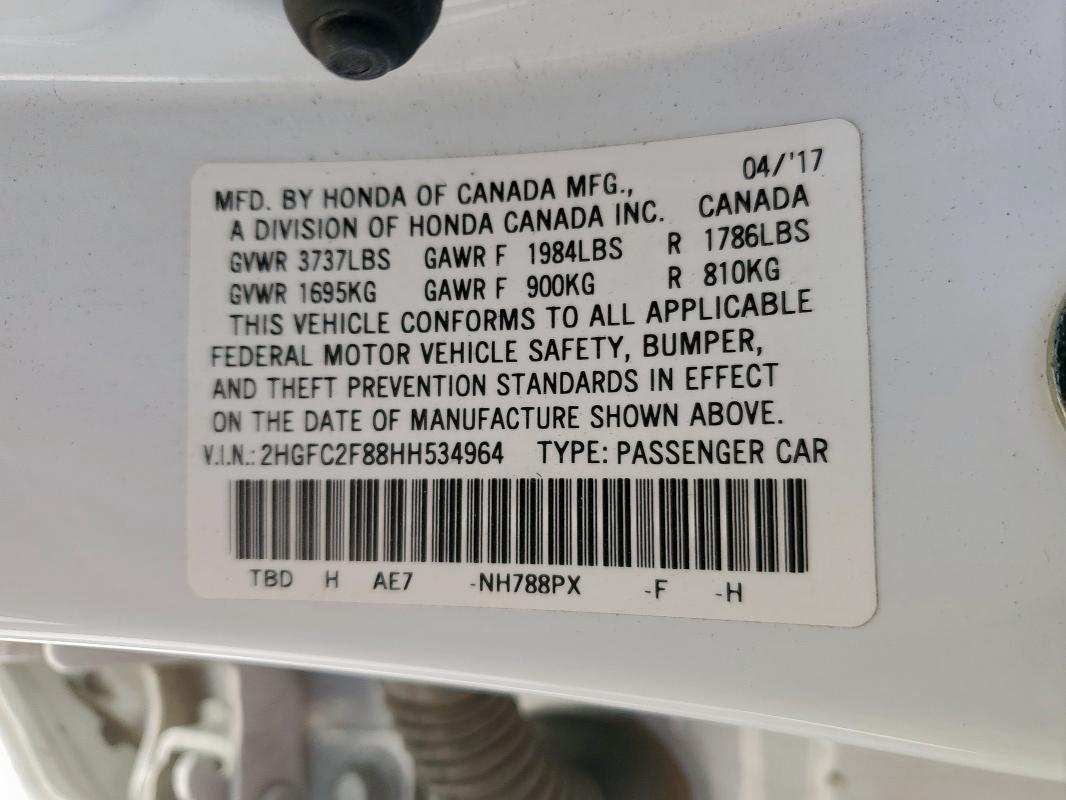 04/'17
MFD. BY HONDA OF CANADA MFG.,
A DIVISION OF HONDA CANADA INC. CANADA
GVWR 3737LBS GAWR F 1984LBS R 1786LBS
GVWR 1695KG GAWR F 900KG R 810KG
THIS VEHICLE CONFORMS TO ALL APPLICABLE
FEDERAL MOTOR VEHICLE SAFETY, BUMPER,
AND THEFT PREVENTION STANDARDS IN EFFECT
ON THE DATE OF MANUFACTURE SHOWN ABOVE.
V.I.N.: 2HGFC2F88HH534964 TYPE: PASSENGER CAR
TBD H AE7 -NH788PX -F -H